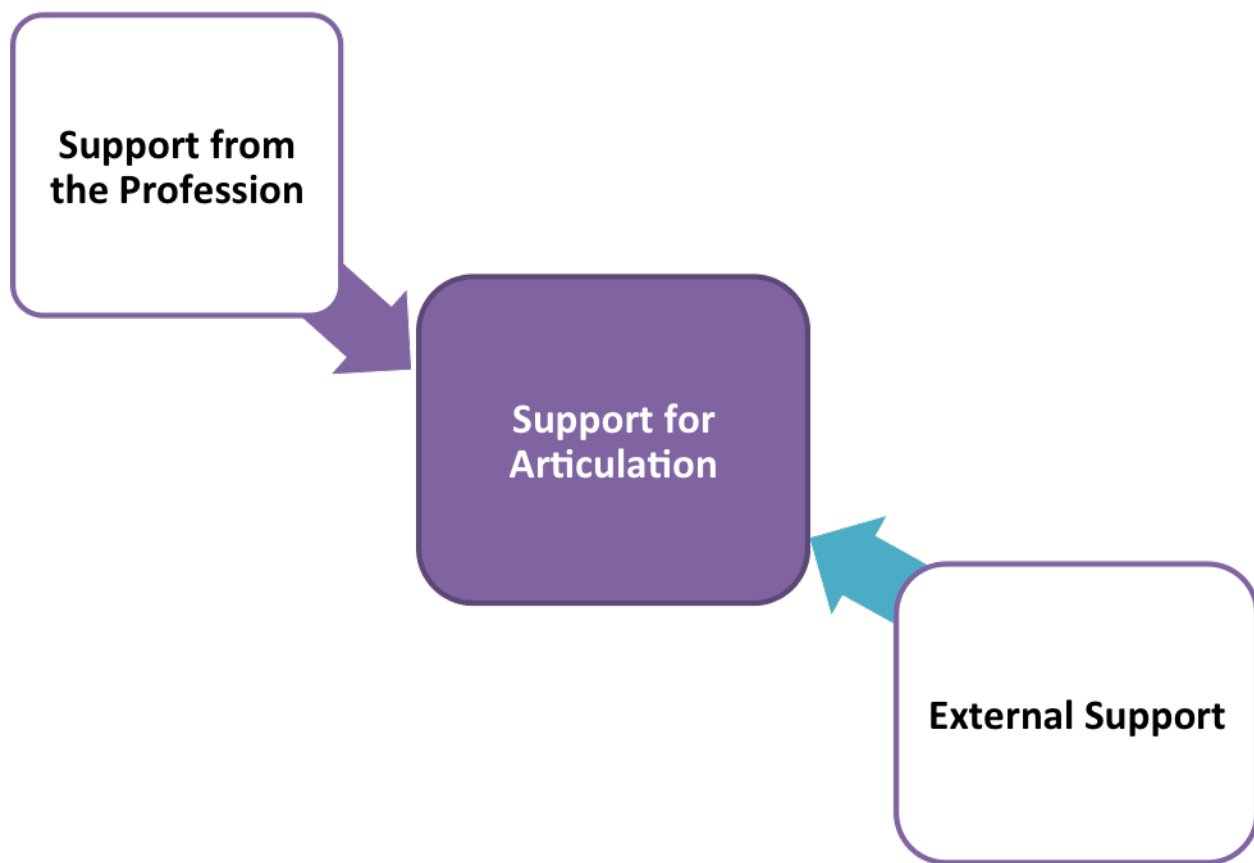 Support from
the Profession
Support for
Articulation
External Support